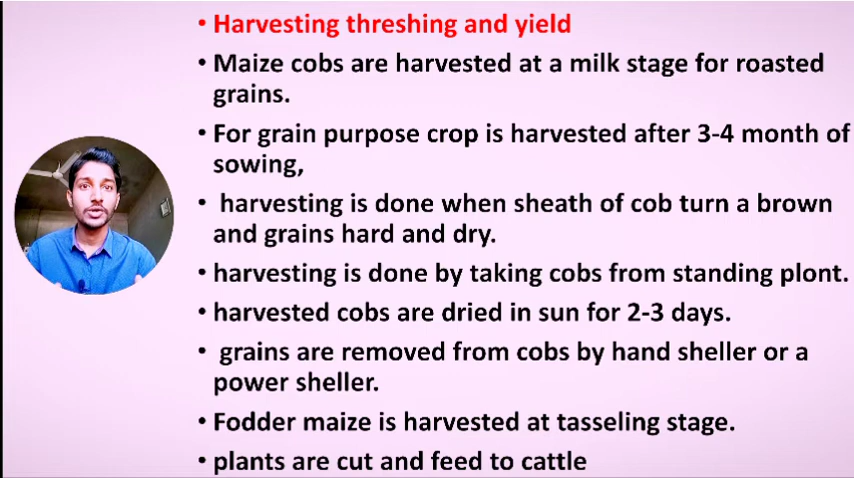 • Harvesting threshing and yield
• Maize cobs are harvested at a milk stage for roasted
grains.
• For grain purpose crop is harvested after 3-4 month of
sowing,
• harvesting is done when sheath of cob turn a brown
and grains hard and dry.
• harvesting is done by taking cobs from standing plont.
• harvested cobs are dried in sun for 2-3 days.
• grains are removed from cobs by hand sheller or a
power sheller.
• Fodder maize is harvested at tasseling stage.
• plants are cut and feed to cattle